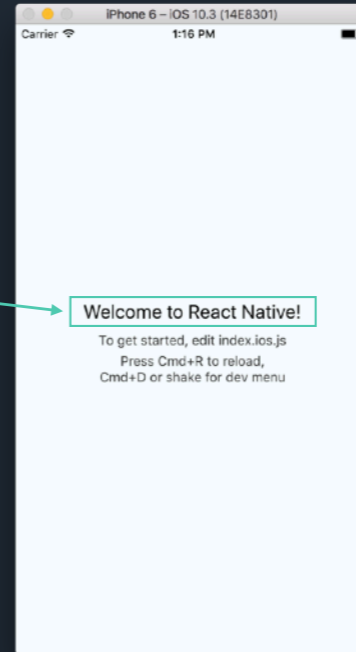 iPhone 6 – iOS 10.3 (14E8301)
Carrier 1:16 PM
Welcome to React Native!
To get started, edit index.ios.js
Press Cmd+R to reload,
Cmd+D or shake for dev menu